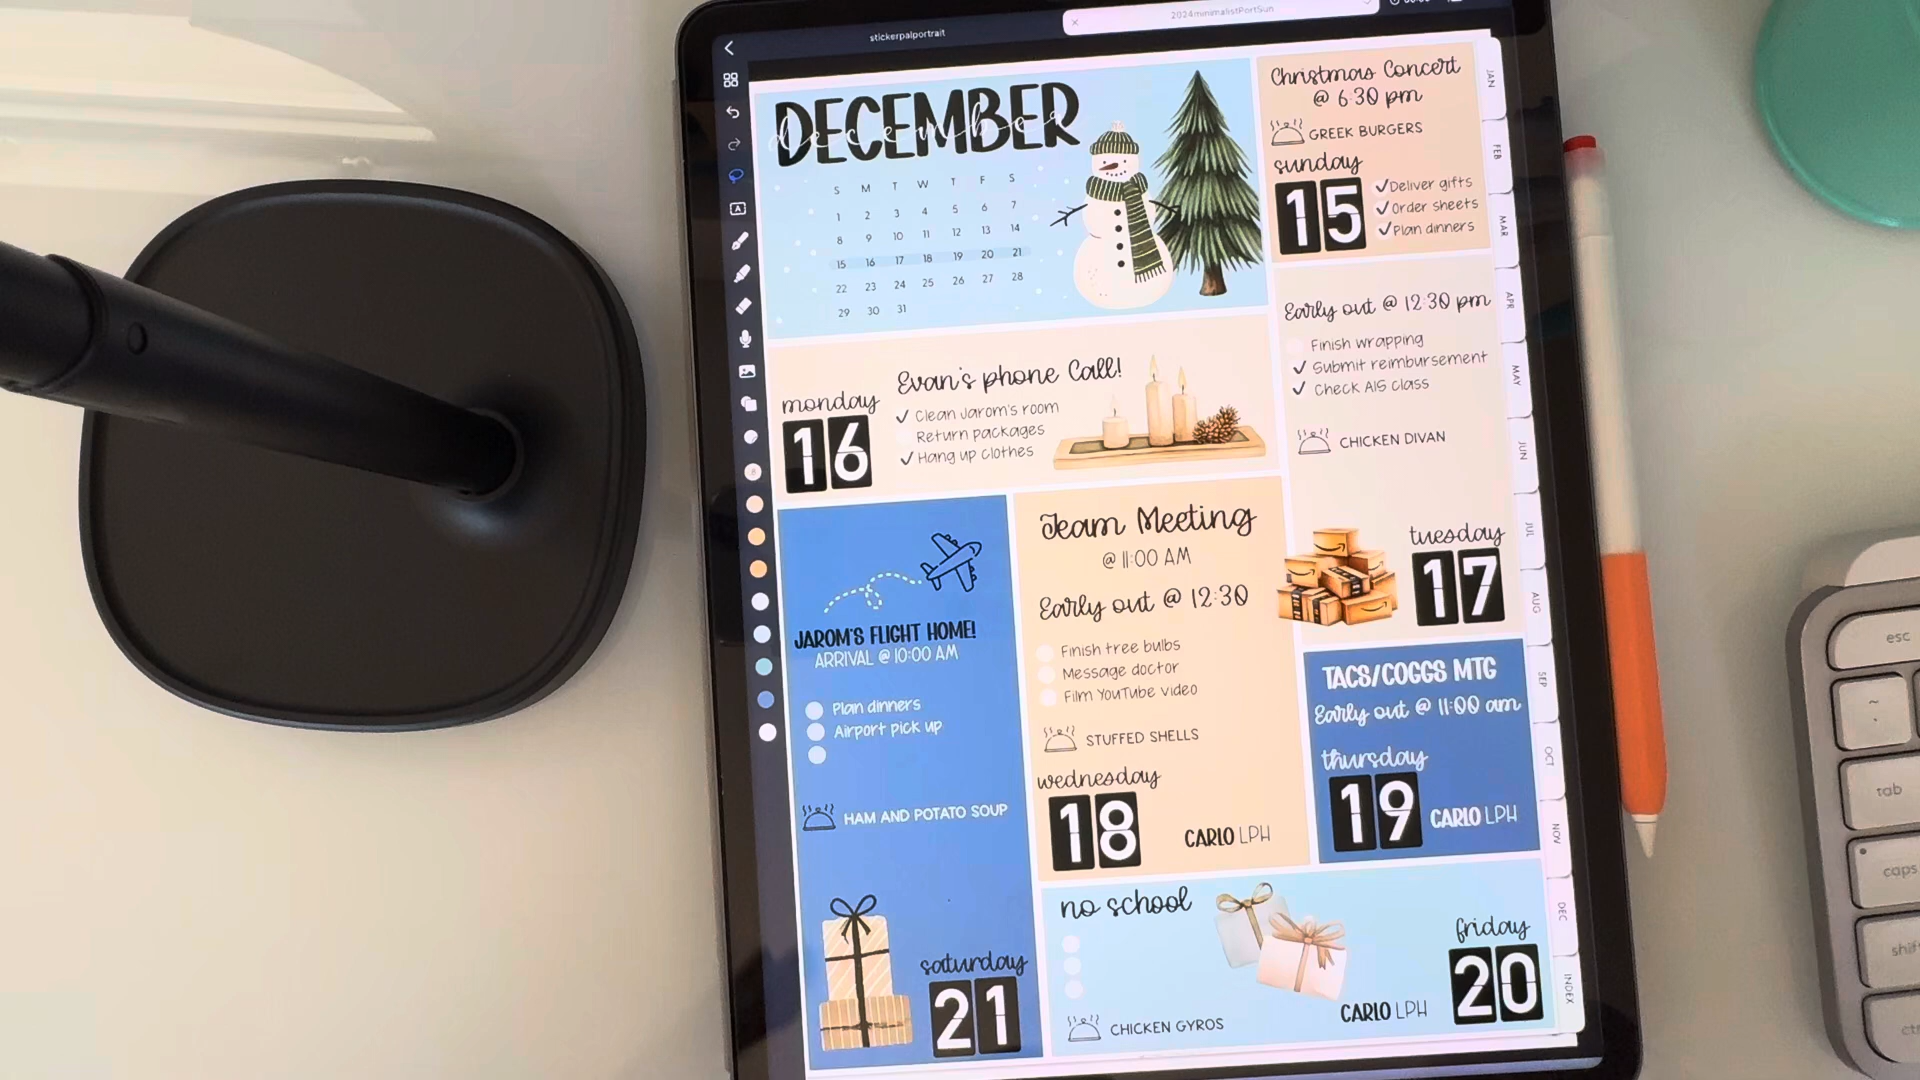 stickerpalportrait
2024minimalistPortSun
DECEMBER
december
S M T W T F S
1 2 3 4 5 6 7
8 9 10 11 12 13 14
15 16 17 18 19 20 21
22 23 24 25 26 27 28
29 30 31
Christmas Concert
@ 6:30 pm
GREEK BURGERS
sunday
15
Deliver gifts
Order sheets
Plan dinners
monday
16
Evan's phone Call!
Clean Jarom's room
Return packages
Hang up clothes
Early out @ 12:30 pm
Finish wrapping
Submit reimbursement
Check AIS class
CHICKEN DIVAN
tuesday
17
JAROM'S FLIGHT HOME!
ARRIVAL @ 10:00 AM
Plan dinners
Airport pick up
HAM AND POTATO SOUP
saturday
21
Team Meeting
@ 11:00 AM
Early out @ 12:30
Finish tree bulbs
Message doctor
Film YouTube video
STUFFED SHELLS
wednesday
18
CARLO LPH
TACS/COGGS MTG
Early out @ 11:00 am
thursday
19
CARLO LPH
no school
CHICKEN GYROS
CARLO LPH
friday
20
JAN
FEB
MAR
APR
MAY
JUN
JUL
AUG
SEP
OCT
NOV
DEC
INDEX
esc
~
tab
caps
shift